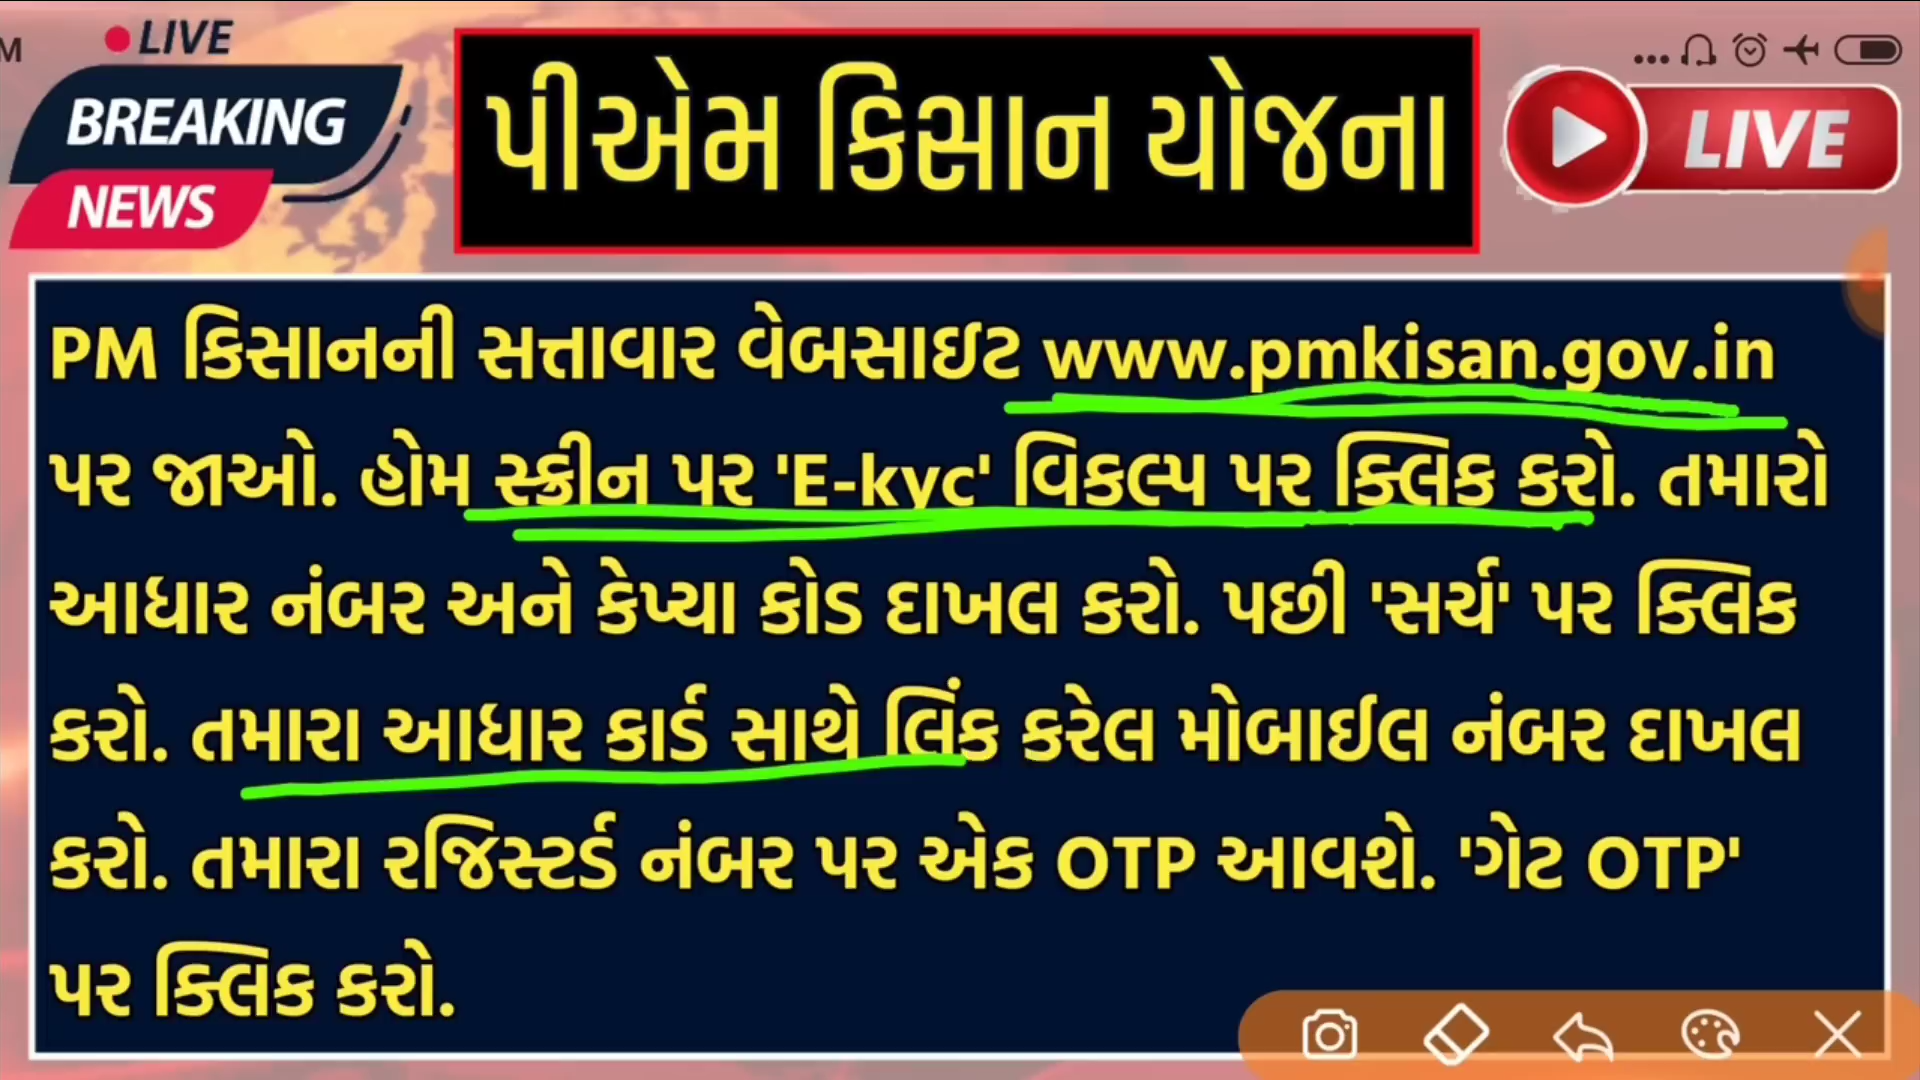 M
LIVE
BREAKING
NEWS
પીએમ કિસાન યોજના
LIVE
PM કિસાનની સત્તાવાર વેબસાઇટ www.pmkisan.gov.in
પર જાઓ. હોમ સ્ક્રીન પર 'E-kyc' વિકલ્પ પર ક્લિક કરો. તમારો
આધાર નંબર અને કેપ્ચા કોડ દાખલ કરો. પછી 'સર્ચ' પર ક્લિક
કરો. તમારા આધાર કાર્ડ સાથે લિંક કરેલ મોબાઈલ નંબર દાખલ
કરો. તમારા રજિસ્ટર્ડ નંબર પર એક OTP આવશે. 'ગેટ OTP'
પર ક્લિક કરો.